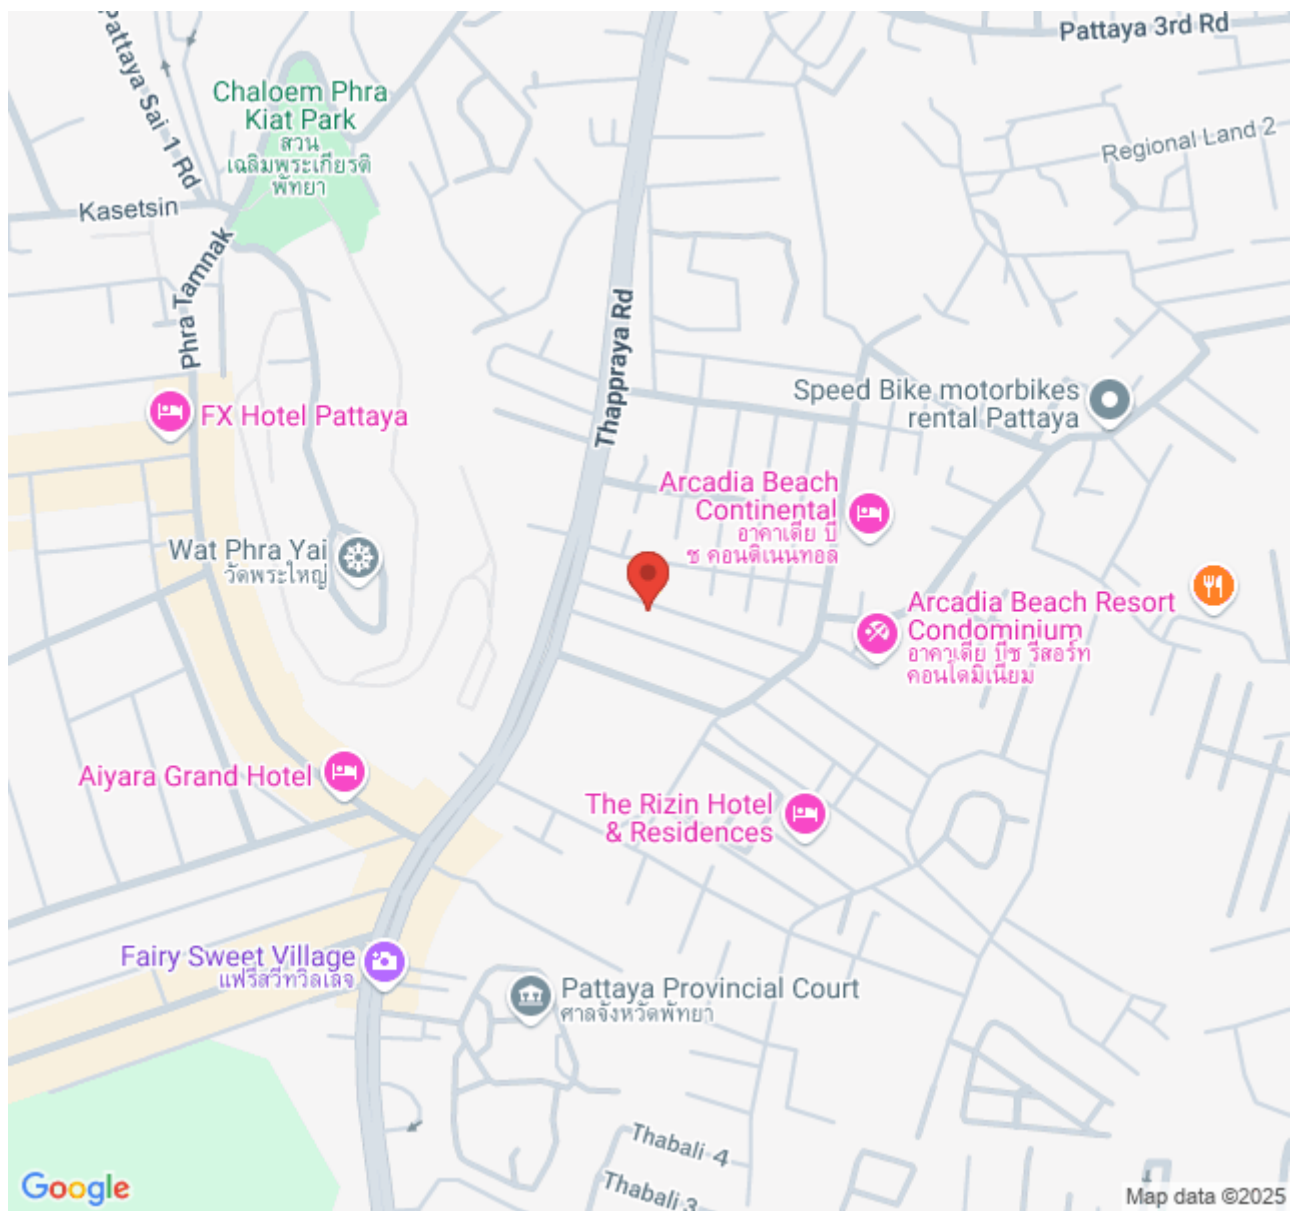 Pattaya 3rd Rd
Pattaya Sai 1 Rd
Chaloem Phra
Kiat Park
สวน
เฉลิมพระเกียรติ
พัทยา
Regional Land 2
Kasetsin
Phra Tamnak
Thappraya Rd
FX Hotel Pattaya
Speed Bike motorbikes
rental Pattaya
Arcadia Beach
Continental
อาคาเดีย บี
ช คอนติเนนทอล
Wat Phra Yai
วัดพระใหญ่
Arcadia Beach Resort
Condominium
อาคาเดีย บีช รีสอร์ท
คอนโดมิเนียม
Aiyara Grand Hotel
The Rizin Hotel
& Residences
Fairy Sweet Village
แฟรี่สวีทวิลเลจ
Pattaya Provincial Court
ศาลจังหวัดพัทยา
Thabali 4
Thabali 3
Google
Map data ©2025